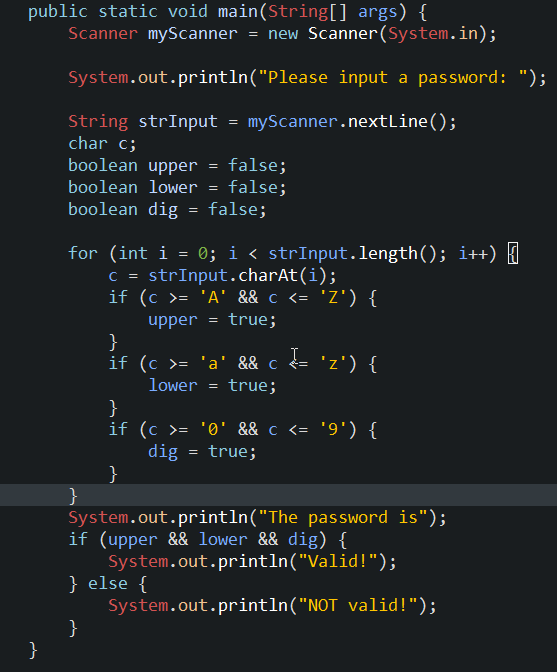 public static void main(String[] args) {
    Scanner myScanner = new Scanner(System.in);

    System.out.println("Please input a password: ");

    String strInput = myScanner.nextLine();
    char c;
    boolean upper = false;
    boolean lower = false;
    boolean dig = false;

    for (int i = 0; i < strInput.length(); i++) {
        c = strInput.charAt(i);
        if (c >= 'A' && c <= 'Z') {
            upper = true;
        }
        if (c >= 'a' && c <= 'z') {
            lower = true;
        }
        if (c >= '0' && c <= '9') {
            dig = true;
        }
    }
    System.out.println("The password is");
    if (upper && lower && dig) {
        System.out.println("Valid!");
    } else {
        System.out.println("NOT valid!");
    }
}